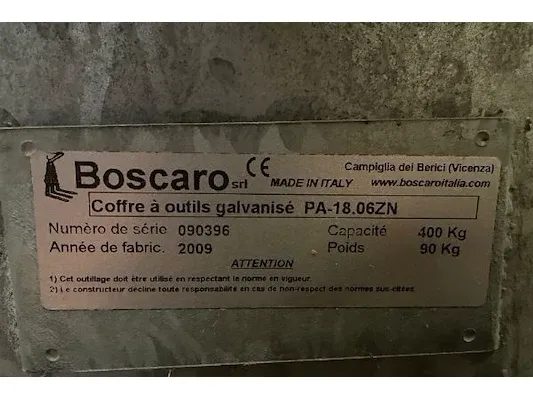 Boscaro srl CE MADE IN ITALY
Campiglia dei Berici (Vicenza)
www.boscaroitalia.com
Coffre à outils galvanisé PA-18.06ZN
Numéro de série 090396 Capacité 400 Kg
Année de fabric. 2009 Poids 90 Kg
ATTENTION
1) Cet outillage doit être utilisé en respectant la norme en vigueur.
2) Le constructeur décline toute responsabilité en cas de non-respect des normes sus-citées.